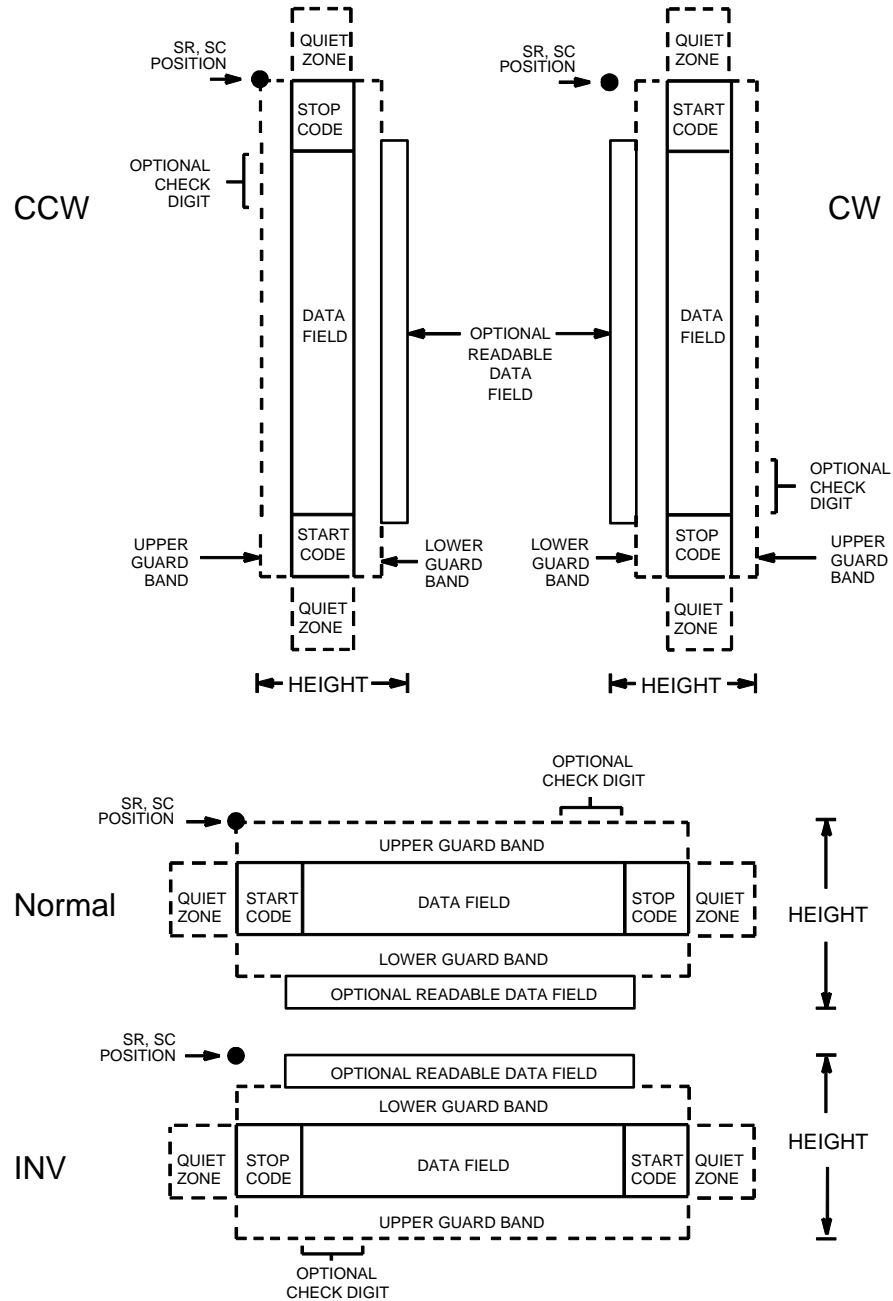 QUIET
ZONE
SR, SC
POSITION
STOP
CODE
OPTIONAL
CHECK
DIGIT
CCW
DATA
FIELD
START
CODE
UPPER
GUARD
BAND
LOWER
GUARD
BAND
QUIET
ZONE
HEIGHT
OPTIONAL
READABLE
DATA
FIELD
QUIET
ZONE
SR, SC
POSITION
START
CODE
CW
DATA
FIELD
OPTIONAL
CHECK
DIGIT
STOP
CODE
LOWER
GUARD
BAND
UPPER
GUARD
BAND
QUIET
ZONE
HEIGHT
OPTIONAL
CHECK DIGIT
SR, SC
POSITION
UPPER GUARD BAND
Normal
QUIET
ZONE
START
CODE
DATA FIELD
STOP
CODE
QUIET
ZONE
HEIGHT
LOWER GUARD BAND
OPTIONAL READABLE DATA FIELD
SR, SC
POSITION
OPTIONAL READABLE DATA FIELD
LOWER GUARD BAND
INV
QUIET
ZONE
STOP
CODE
DATA FIELD
START
CODE
QUIET
ZONE
HEIGHT
UPPER GUARD BAND
OPTIONAL
CHECK DIGIT